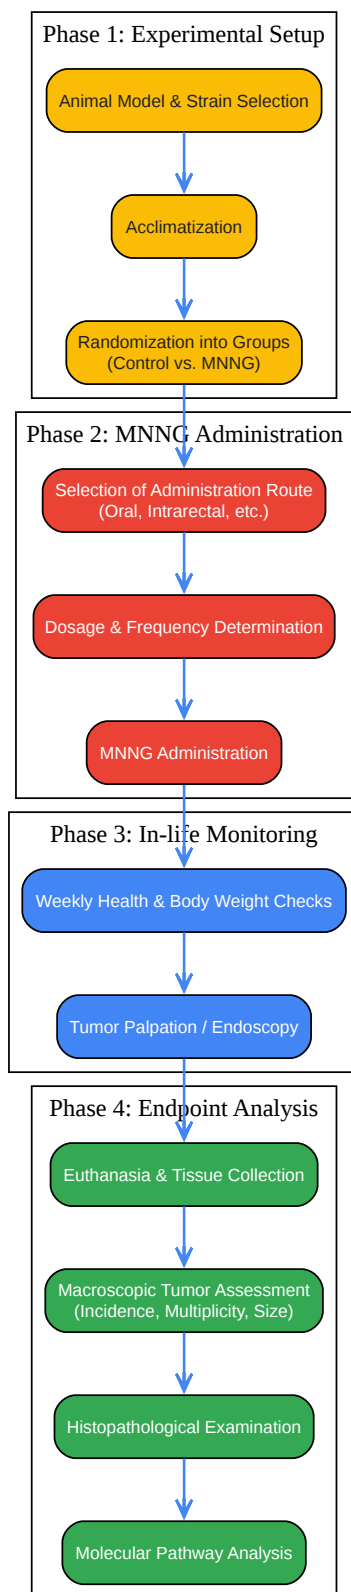 Phase 1: Experimental Setup
Animal Model & Strain Selection
Acclimatization
Randomization into Groups
(Control vs. MNNG)
Phase 2: MNNG Administration
Selection of Administration Route
(Oral, Intrarectal, etc.)
Dosage & Frequency Determination
MNNG Administration
Phase 3: In-life Monitoring
Weekly Health & Body Weight Checks
Tumor Palpation / Endoscopy
Phase 4: Endpoint Analysis
Euthanasia & Tissue Collection
Macroscopic Tumor Assessment
(Incidence, Multiplicity, Size)
Histopathological Examination
Molecular Pathway Analysis